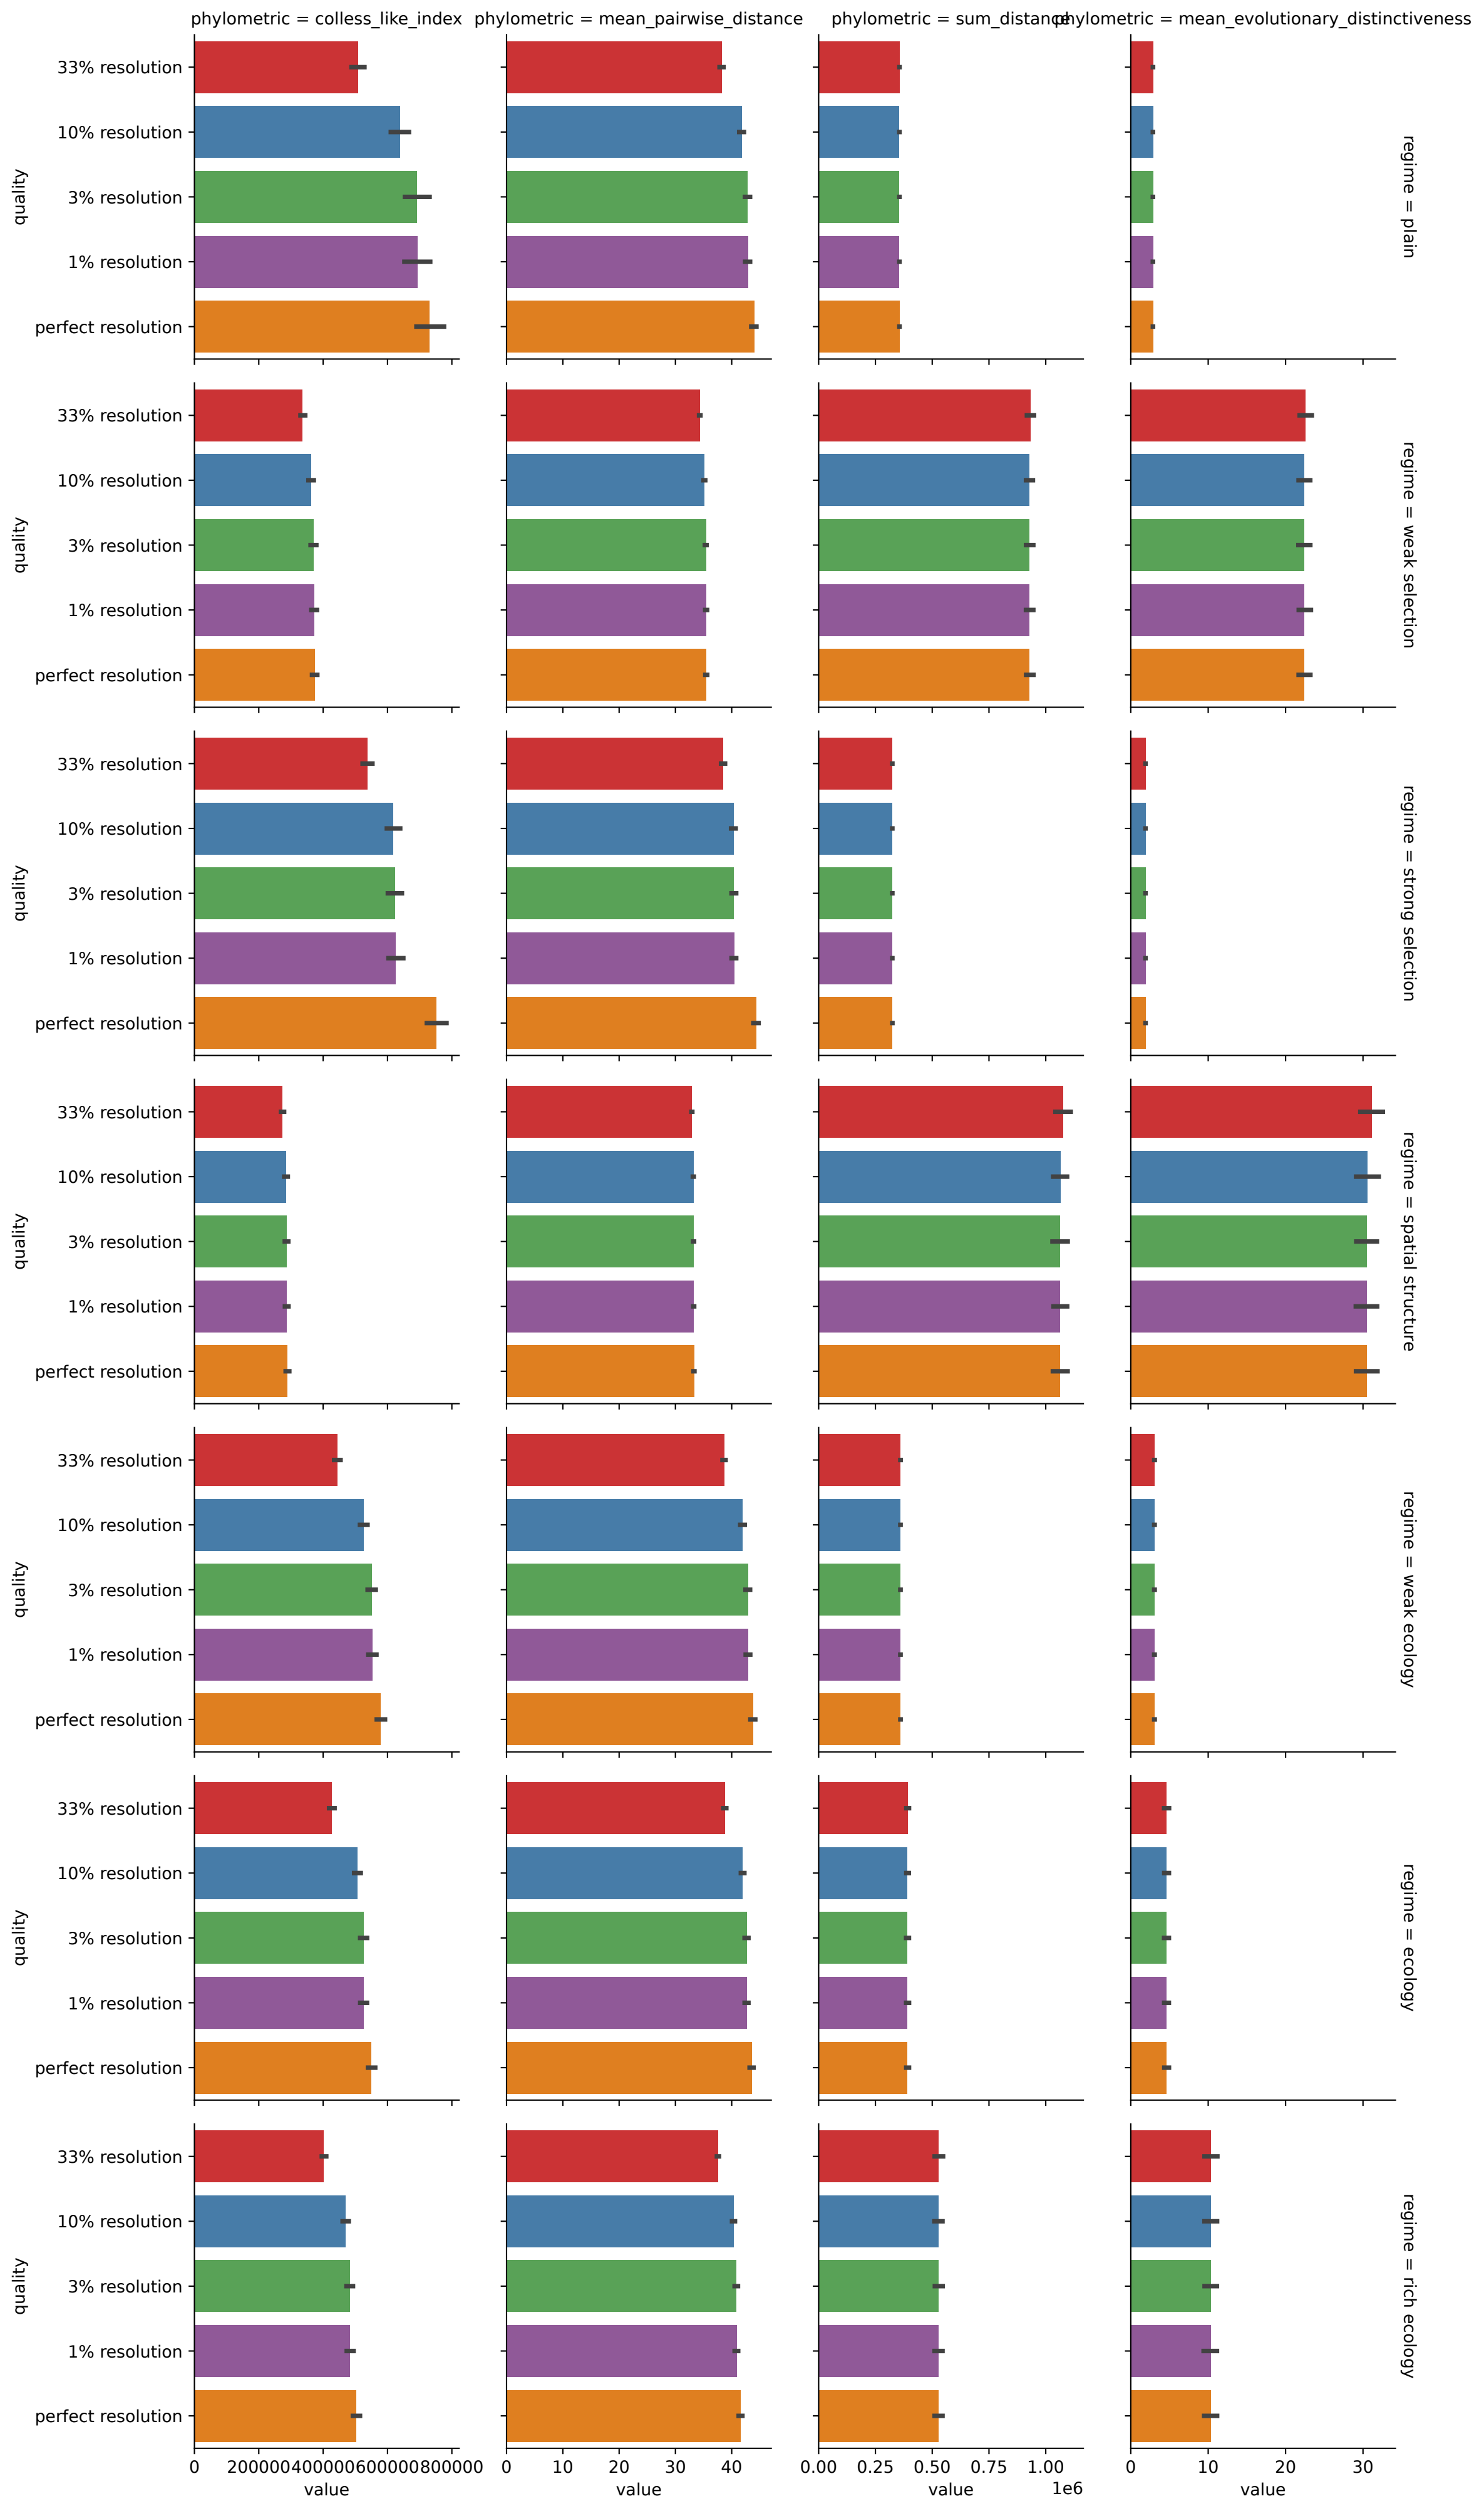 phylometric = colless_like_index
phylometric = mean_pairwise_distance
phylometric = sum_distance
phylometric = mean_evolutionary_distinctiveness
quality
33% resolution
10% resolution
3% resolution
1% resolution
perfect resolution
regime = plain
quality
33% resolution
10% resolution
3% resolution
1% resolution
perfect resolution
regime = weak selection
quality
33% resolution
10% resolution
3% resolution
1% resolution
perfect resolution
regime = strong selection
quality
33% resolution
10% resolution
3% resolution
1% resolution
perfect resolution
regime = spatial structure
quality
33% resolution
10% resolution
3% resolution
1% resolution
perfect resolution
regime = weak ecology
quality
33% resolution
10% resolution
3% resolution
1% resolution
perfect resolution
regime = ecology
quality
33% resolution
10% resolution
3% resolution
1% resolution
perfect resolution
regime = rich ecology
0 200000 400000 600000 800000
value
0 10 20 30 40
value
0.00 0.25 0.50 0.75 1.00
1e6
value
0 10 20 30
value